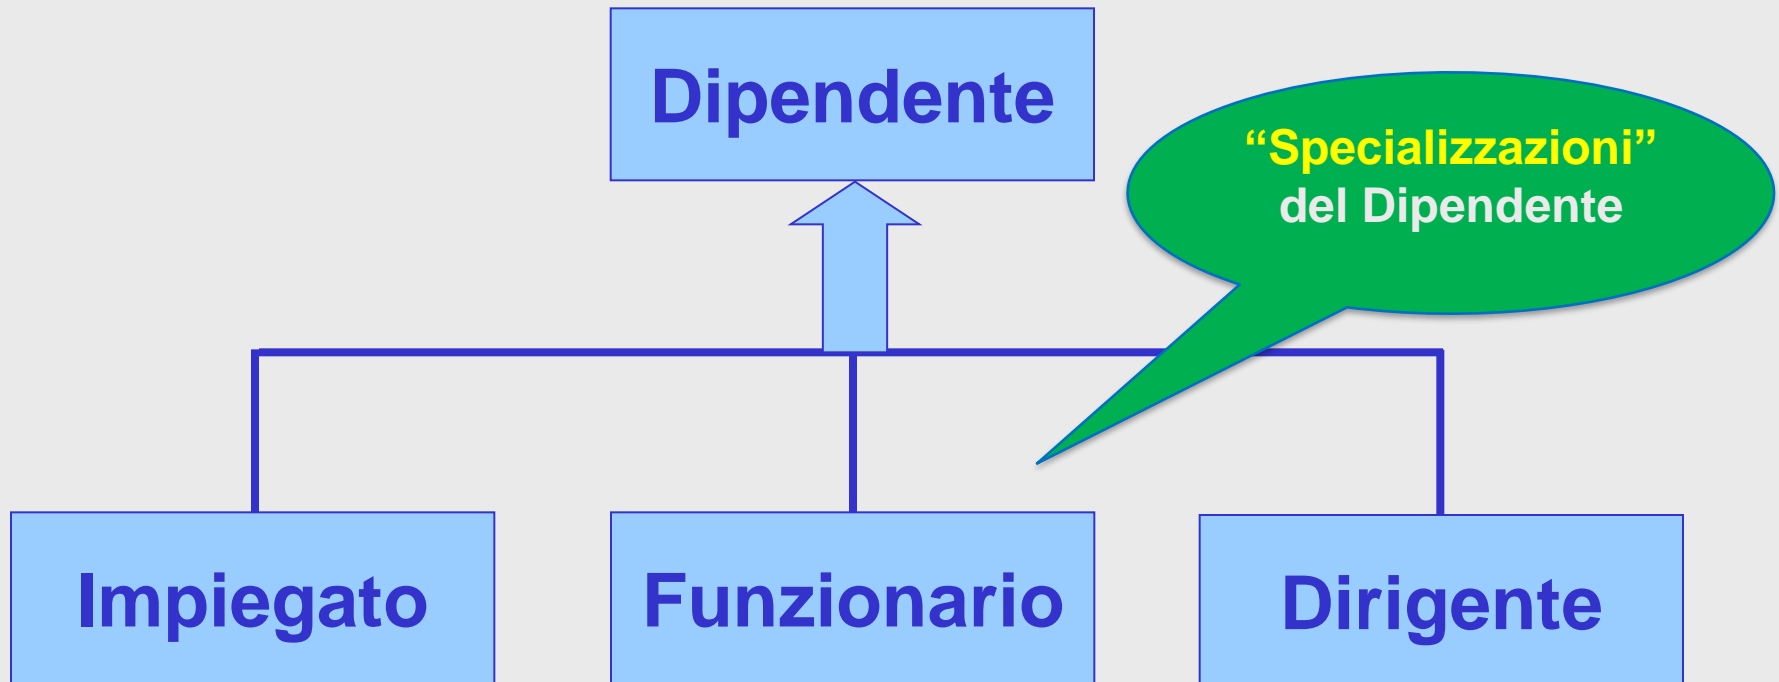 Dipendente
“Specializzazioni”
del Dipendente
Impiegato
Funzionario
Dirigente